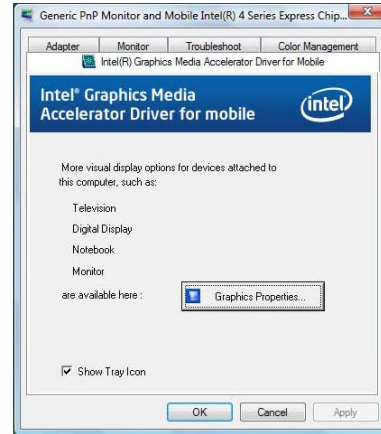 Generic PnP Monitor and Mobile Intel(R) 4 Series Express Chip...
Adapter Monitor Troubleshoot Color Management
Intel(R) Graphics Media Accelerator Driver for Mobile
Intel® Graphics Media
Accelerator Driver for mobile
intel
More visual display options for devices attached to
this computer, such as:
Television
Digital Display
Notebook
Monitor
are available here :
Graphics Properties...
Show Tray Icon
OK Cancel Apply